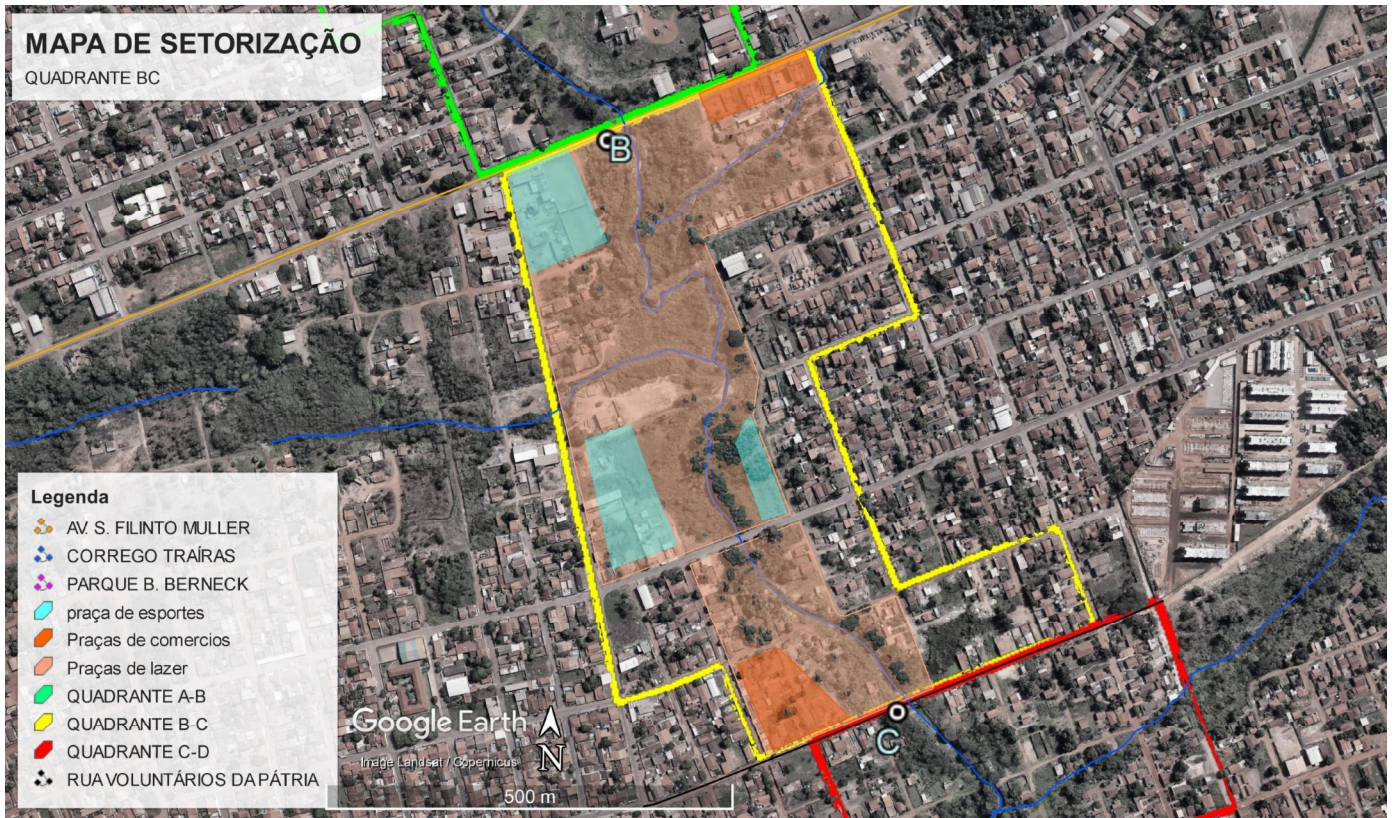 MAPA DE SETORIZAÇÃO
QUADRANTE BC
B
Legenda
AV. S. FILINTO MULLER
CORREGO TRAÍRAS
PARQUE B. BERNECK
praça de esportes
Praças de comercios
Praças de lazer
QUADRANTE A-B
QUADRANTE B-C
QUADRANTE C-D
RUA VOLUNTÁRIOS DA PÁTRIA
Google Earth
Image Landsat / Copernicus
N
C
500 m